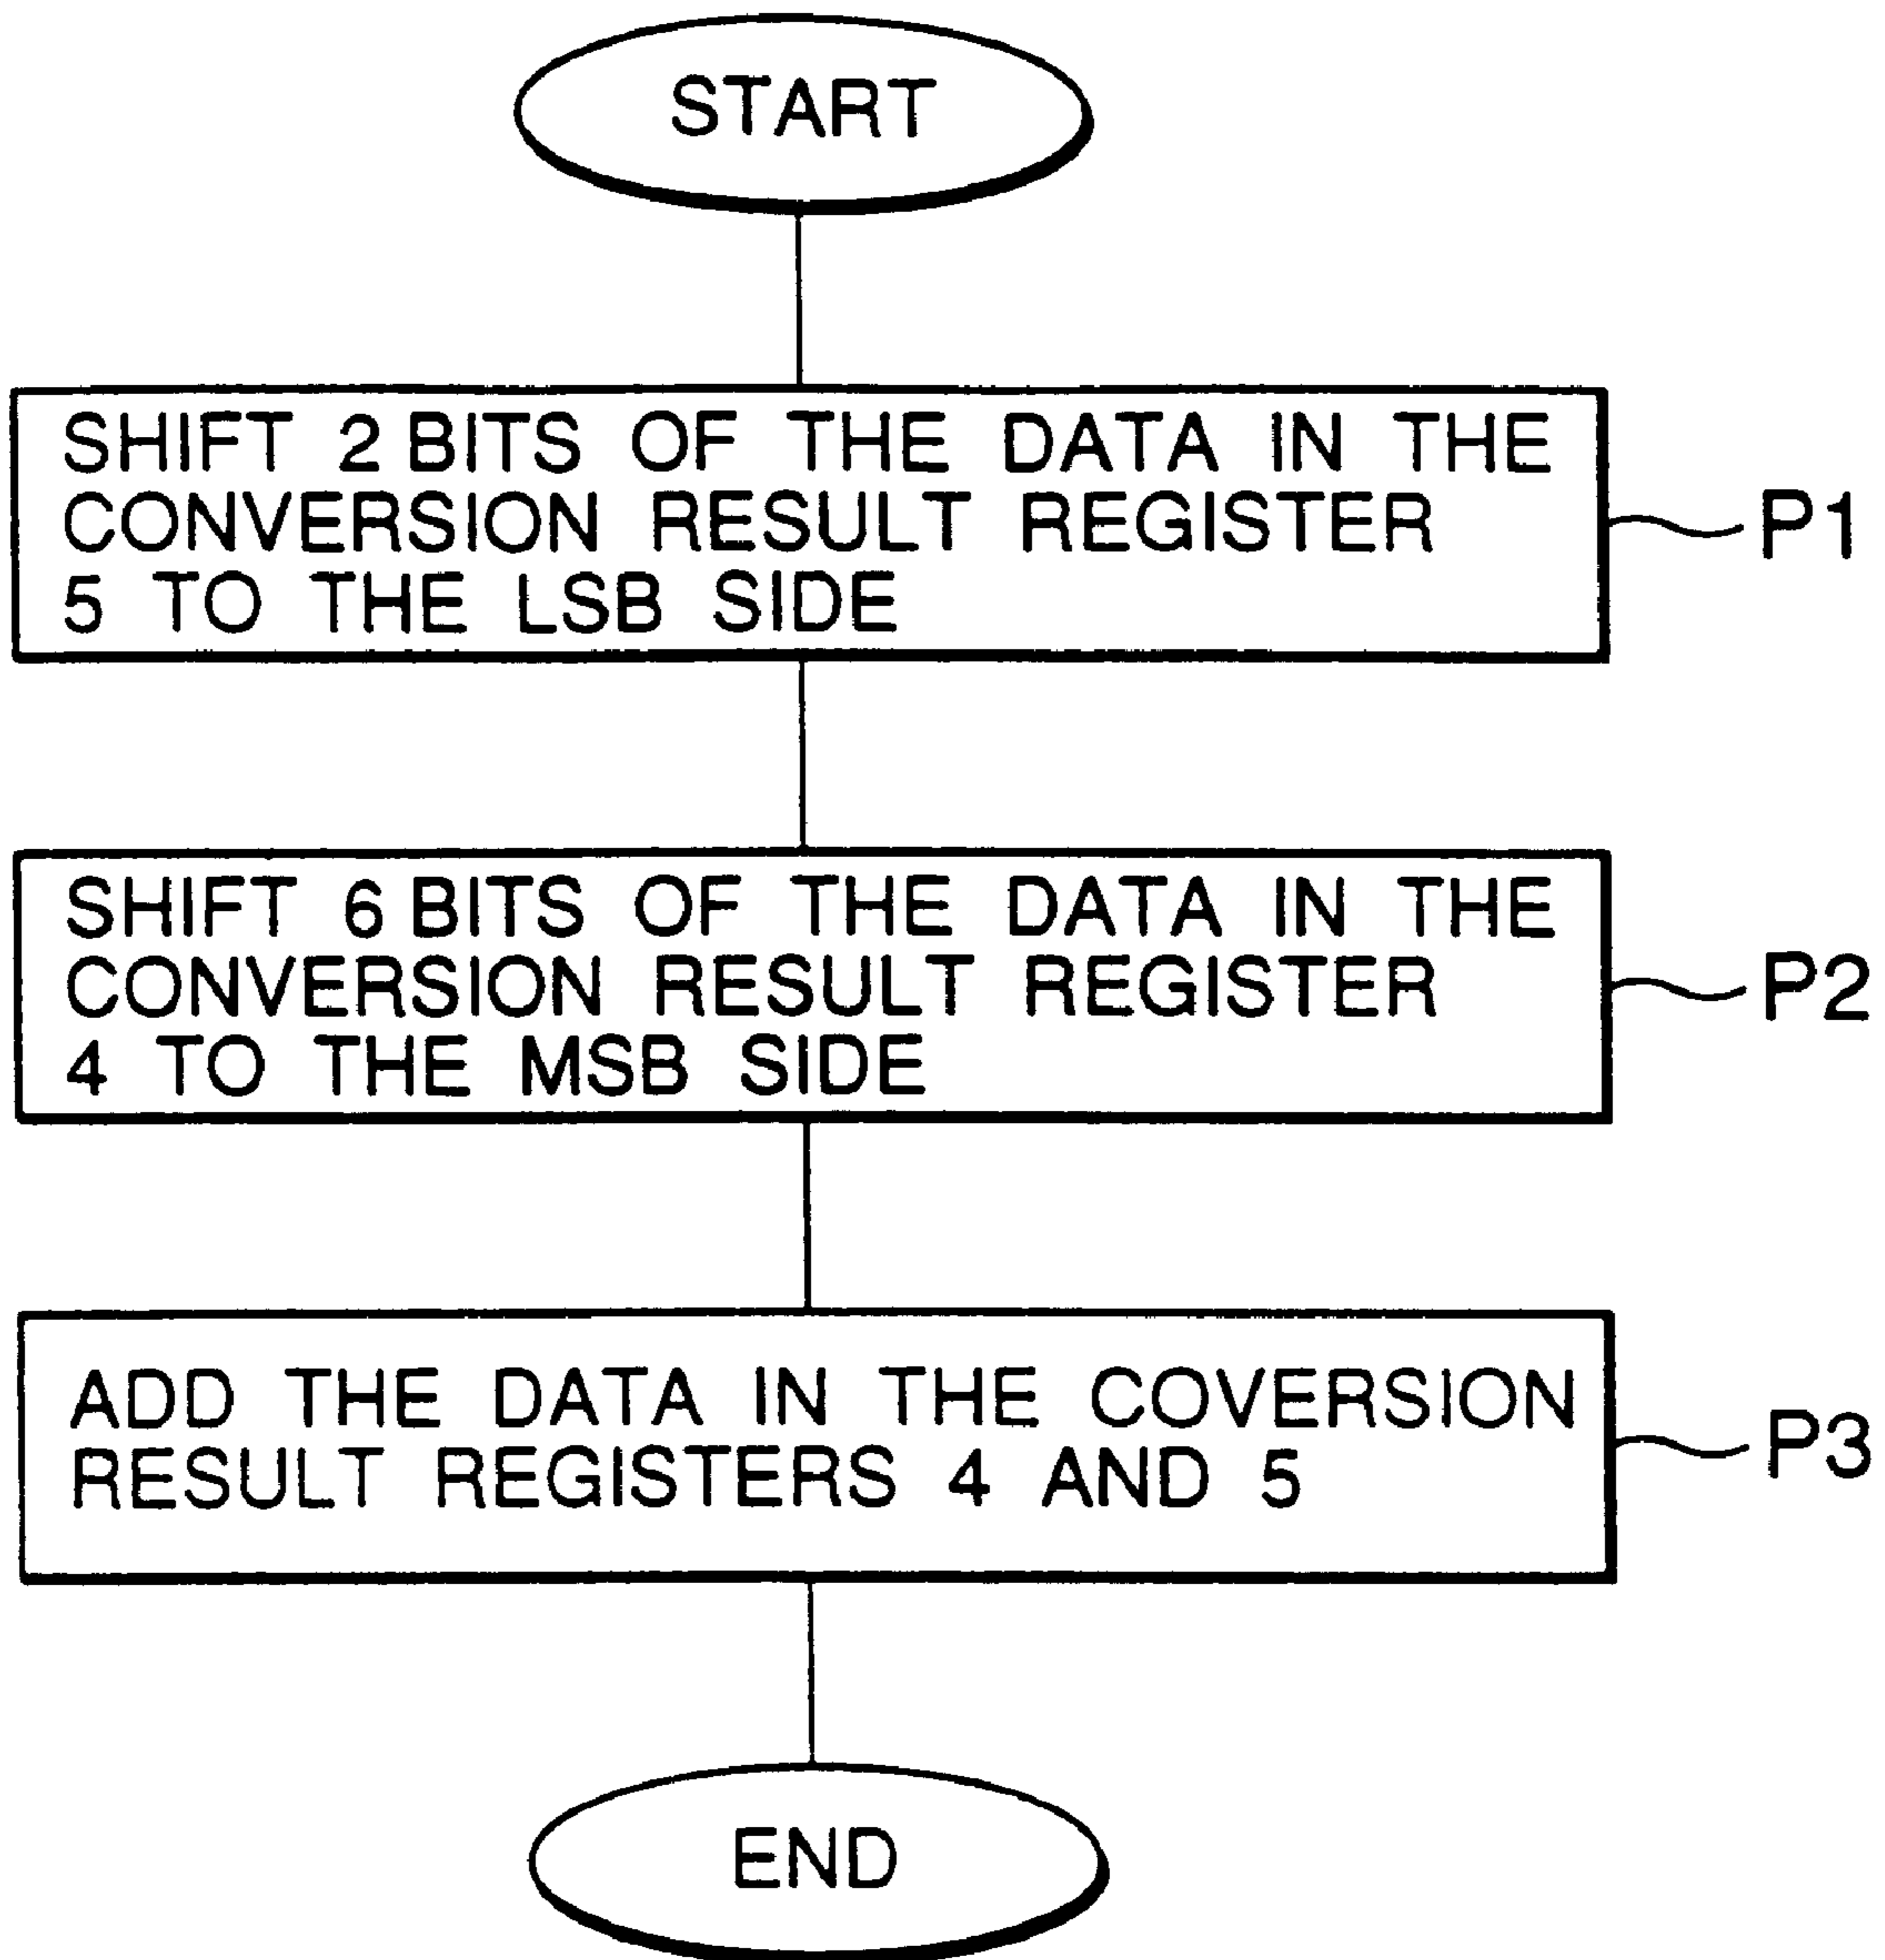 START
SHIFT 2 BITS OF THE DATA IN THE
CONVERSION RESULT REGISTER
5 TO THE LSB SIDE
P1
SHIFT 6 BITS OF THE DATA IN THE
CONVERSION RESULT REGISTER
4 TO THE MSB SIDE
P2
ADD THE DATA IN THE COVERSION
RESULT REGISTERS 4 AND 5
P3
END